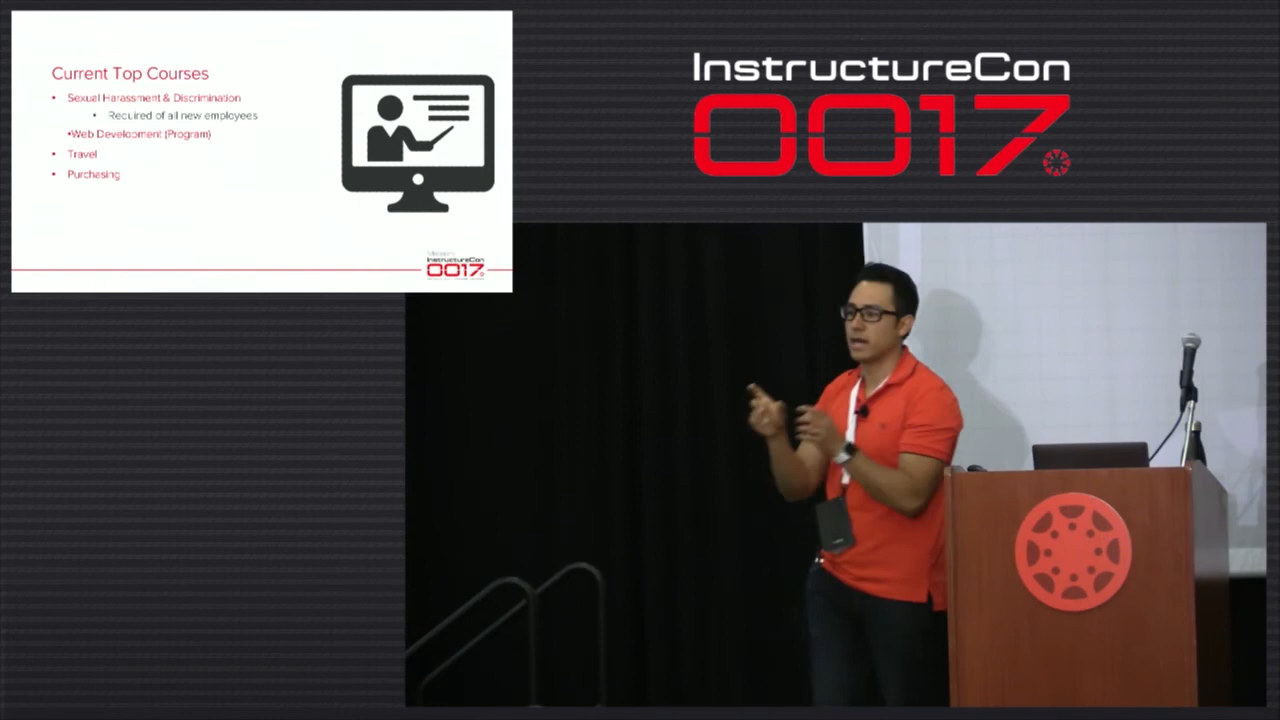 Current Top Courses
• Sexual Harassment & Discrimination
• Required of all new employees
•Web Development (Program)
• Travel
• Purchasing
InstructureCon
0017
InstructureCon
0017